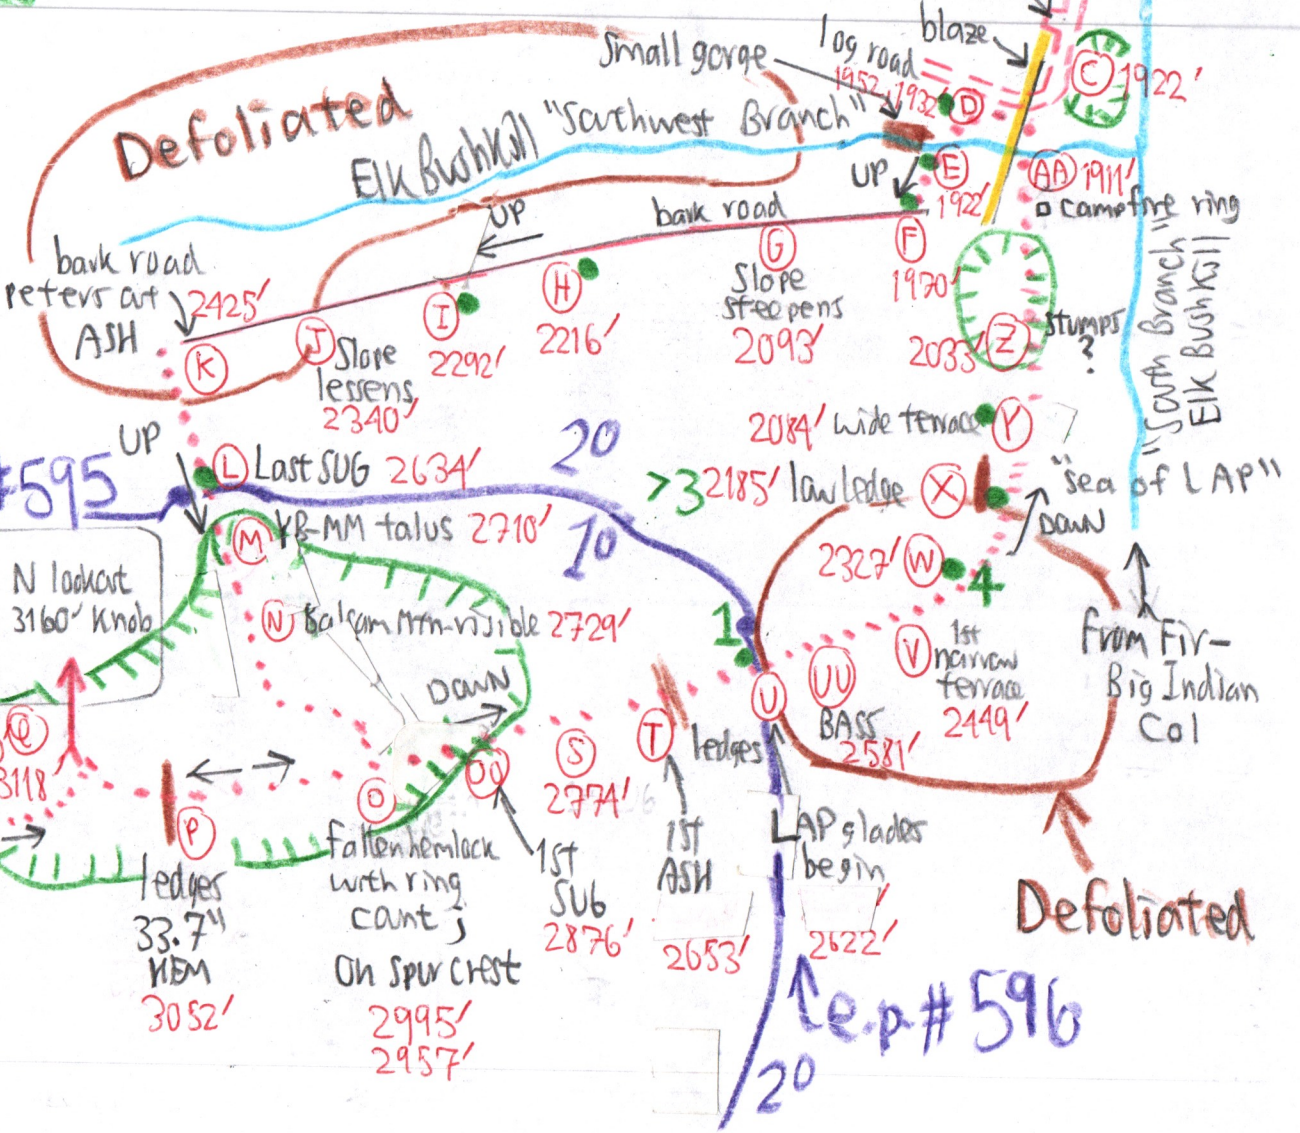 Small gorge
log road
blaze
1952'
1932'
D
C
1922'
Defoliated
Elk Bushkill "Southwest Branch"
UP
E
1922'
AA 1911'
campfire ring
UP
bark road
F
1970'
G
Slope
steepens
2093'
H
2216'
I
2292'
J
Slope
lessens
2340'
bark road
peters out
ASH
2425'
K
Z
2033'
stumps
?
"South Branch"
Elk Bushkill
UP
L Last SUG 2634'
20
10
#595
2084' wide terrace Y
>3 2185' low ledge X
"sea of LAP"
DOWN
M KB-MM talus 2710'
2327' W
4
N lookout
3160' Knob
N Balsam Mtn-visible 2729'
1
V
1st
narrow
terrace
2449'
from Fir-
Big Indian
Col
DOWN
U
UU
BASS
2581'
Q
3118
OO
S
2774'
T
ledges
O
P
ledges
33.7"
HEM
3052'
fallen hemlock
with ring
count;
on spur crest
2995'
2957'
1st
SUG
2876'
1st
ASH
2653'
LAP glades
begin
2622'
Defoliated
e.p. #596
20